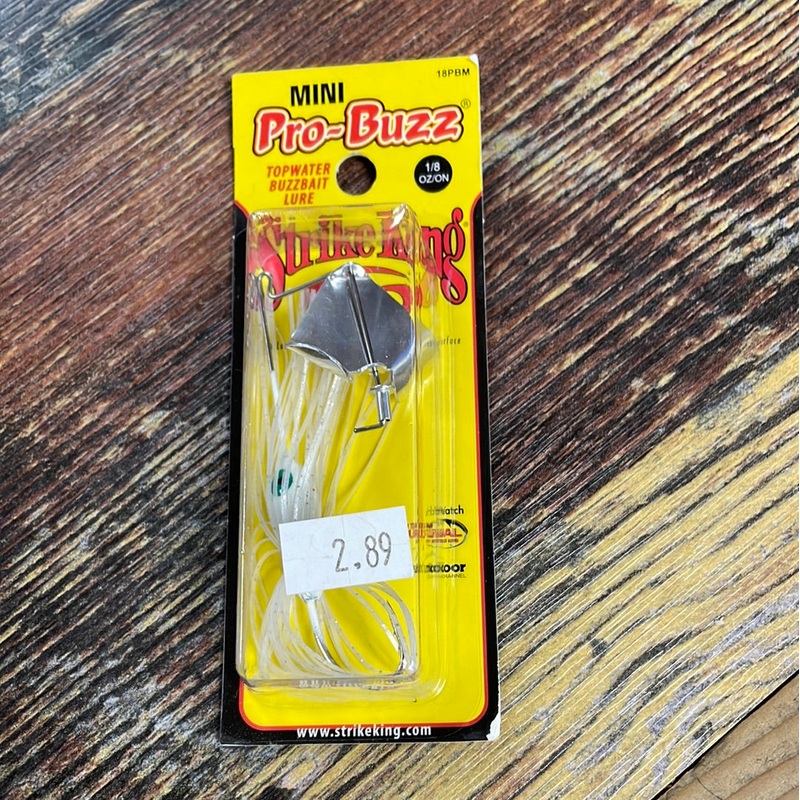 18PBM
MINI
Pro-Buzz®
TOPWATER
BUZZBAIT
LURE
1/8
OZ/ON
Strike King
2.89
www.strikeking.com